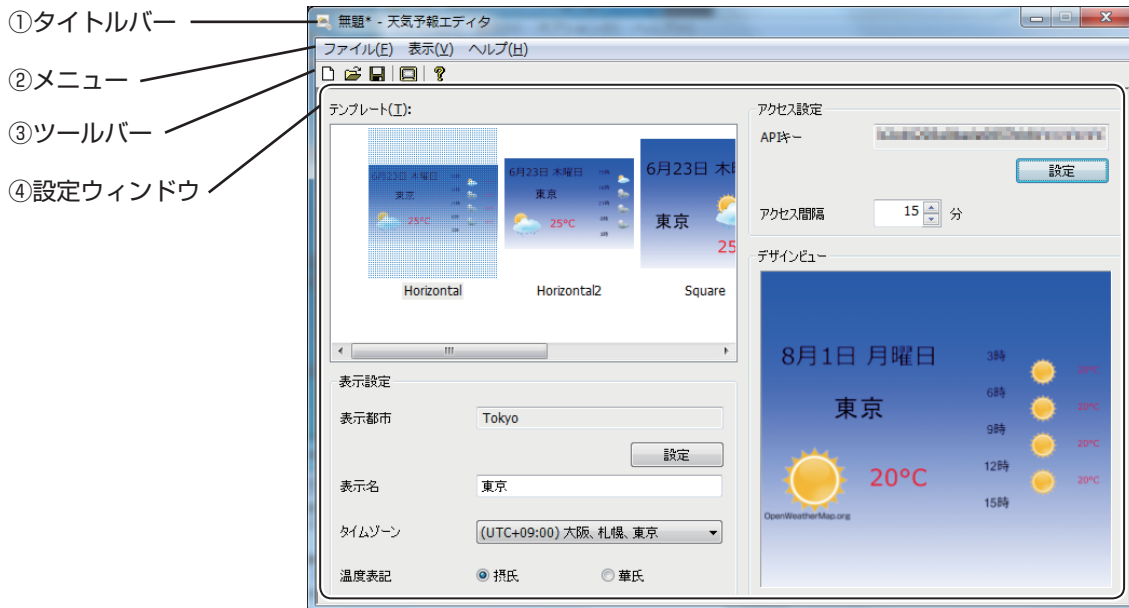 ①タイトルバー
②メニュー
③ツールバー
④設定ウィンドウ
無題* - 天気予報エディタ
ファイル(F) 表示(V) ヘルプ(H)
テンプレート(T):
6月23日 木曜日
東京
25°C
Horizontal
6月23日 木曜日
東京
25°C
Horizontal2
6月23日 木
東京
25
Square
表示設定
表示都市 Tokyo
設定
表示名 東京
タイムゾーン (UTC+09:00) 大阪、札幌、東京
温度表記 摂氏 華氏
アクセス設定
APIキー
設定
アクセス間隔 15 分
デザインビュー
8月1日 月曜日
東京
20°C
OpenWeatherMap.org
3時
20°C
6時
20°C
9時
20°C
12時
20°C
15時